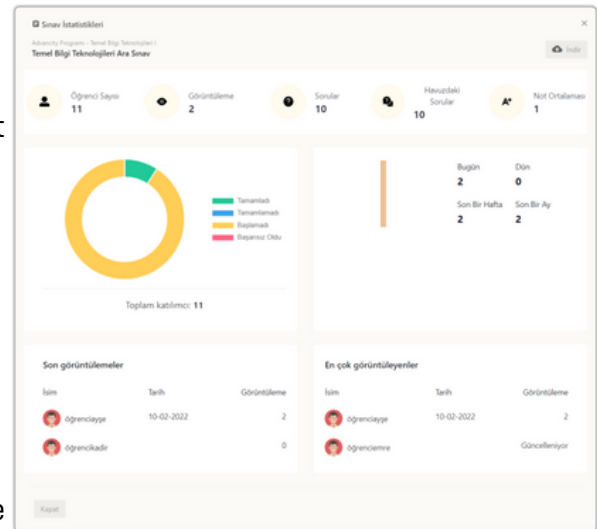 Sınav İstatistikleri
×
Advancity Programı - Temel Bilgi Teknolojileri I
Temel Bilgi Teknolojileri Ara Sınav
İndir
Öğrenci Sayısı
11
Görüntüleme
2
Sorular
10
Havuzdaki
Sorular
10
Not Ortalaması
1
t
Tamamladı
Tamamlamadı
Başlamadı
Başarısız Oldu
Toplam katılımcı: 11
Bugün
2
Dün
0
Son Bir Hafta
2
Son Bir Ay
2
Son görüntülemeler
İsim Tarih Görüntüleme
öğrenciayşe 10-02-2022 2
öğrencikadir 0
En çok görüntüleyenler
İsim Tarih Görüntüleme
öğrenciayşe 10-02-2022 2
öğrenciemre Güncelleniyor
Kapat
e